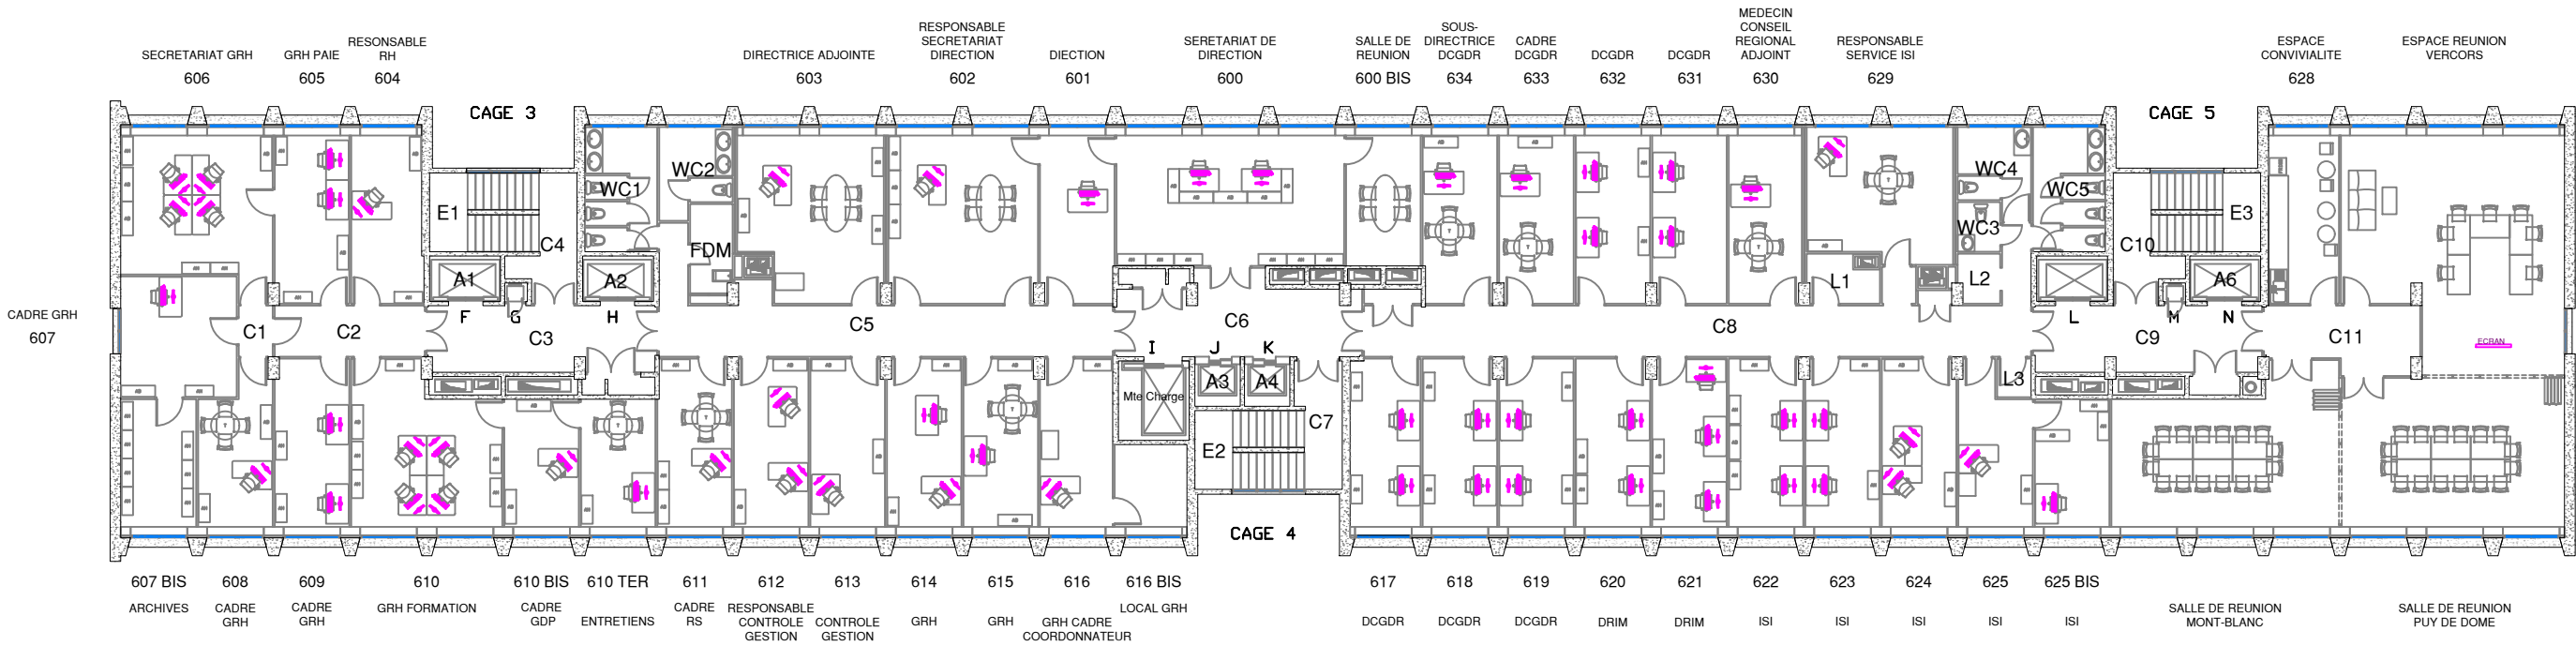 SECRETARIAT GRH
606
GRH PAIE
605
RESONSABLE
RH
604
DIRECTRICE ADJOINTE
603
RESPONSABLE
SECRETARIAT
DIRECTION
602
DIECTION
601
SERETARIAT DE
DIRECTION
600
SALLE DE
REUNION
600 BIS
SOUS-
DIRECTRICE
DCGDR
634
CADRE
DCGDR
633
DCGDR
632
DCGDR
631
MEDECIN
CONSEIL
REGIONAL
ADJOINT
630
RESPONSABLE
SERVICE ISI
629
ESPACE
CONVIVIALITE
628
ESPACE REUNION
VERCORS
CAGE 3
CAGE 5
WC1
WC2
WC4
WC5
WC3
E1
C4
E3
C10
FDM
A1
A2
L1
L2
A6
CADRE GRH
607
F
G
H
L
M
N
C1
C2
C3
C5
C6
C8
C9
C11
ECRAN
I
J
K
A3
A4
L3
Mte Charge
C7
E2
CAGE 4
607 BIS
ARCHIVES
608
CADRE
GRH
609
CADRE
GRH
610
GRH FORMATION
610 BIS
CADRE
GDP
610 TER
ENTRETIENS
611
CADRE
RS
612
RESPONSABLE
CONTROLE
GESTION
613
CONTROLE
GESTION
614
GRH
615
GRH
616
GRH CADRE
COORDONNATEUR
616 BIS
LOCAL GRH
617
DCGDR
618
DCGDR
619
DCGDR
620
DRIM
621
DRIM
622
ISI
623
ISI
624
ISI
625
ISI
625 BIS
ISI
SALLE DE REUNION
MONT-BLANC
SALLE DE REUNION
PUY DE DOME